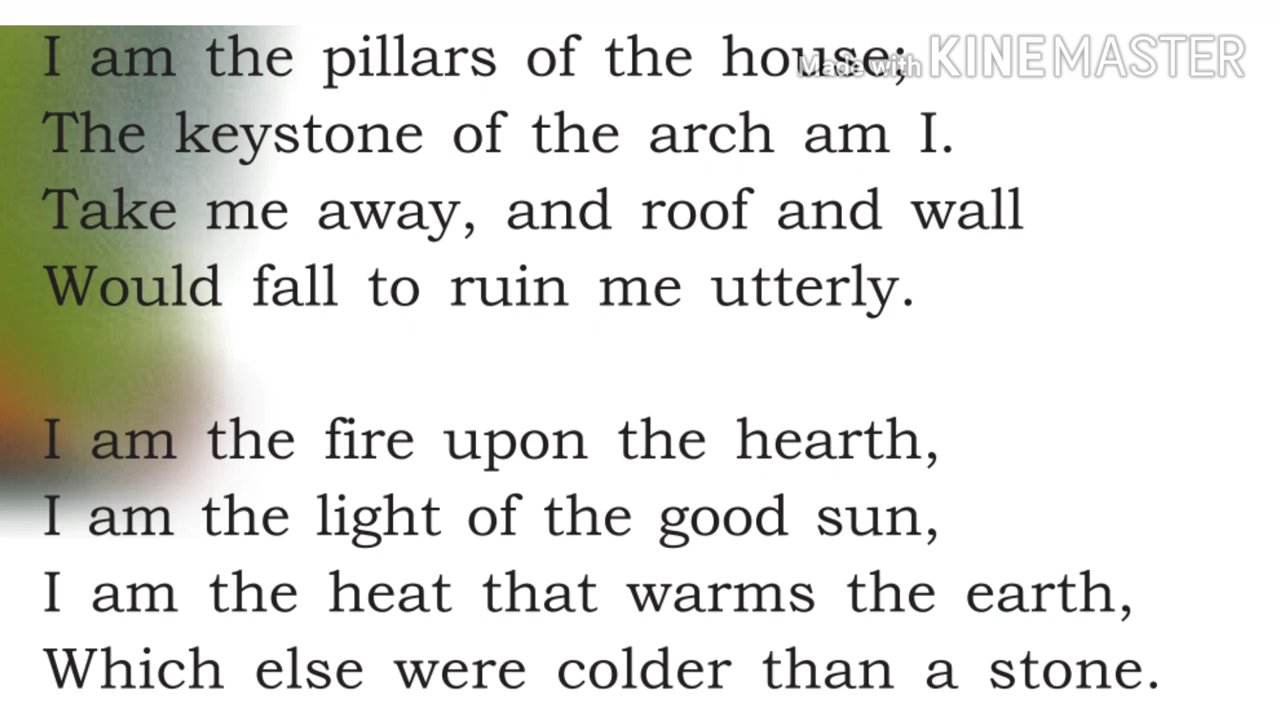 I am the pillars of the house;
Made with KINEMASTER
The keystone of the arch am I.
Take me away, and roof and wall
Would fall to ruin me utterly.
I am the fire upon the hearth,
I am the light of the good sun,
I am the heat that warms the earth,
Which else were colder than a stone.